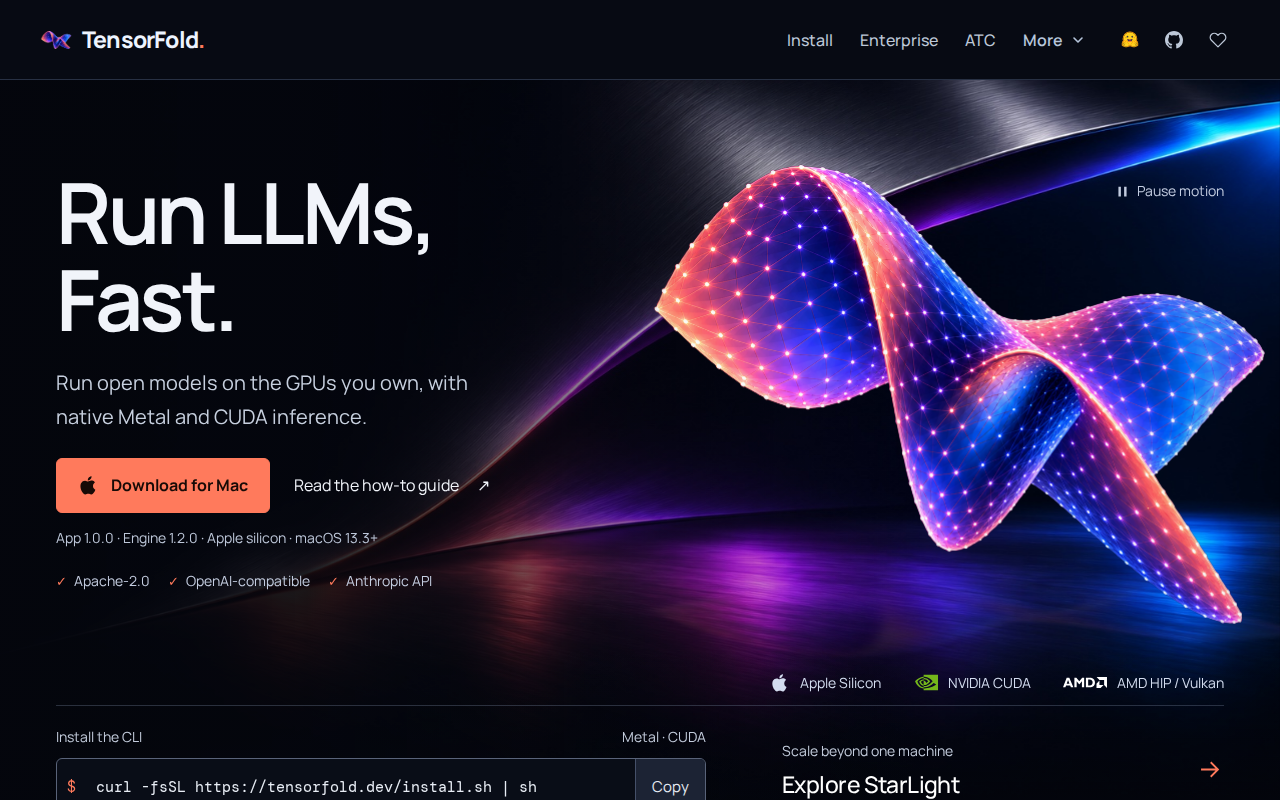 TensorFold.
Install
Enterprise
ATC
More
Pause motion
Run LLMs,
Fast.
Run open models on the GPUs you own, with
native Metal and CUDA inference.
Download for Mac
Read the how-to guide ↗
App 1.0.0 · Engine 1.2.0 · Apple silicon · macOS 13.3+
✓ Apache-2.0 ✓ OpenAI-compatible ✓ Anthropic API
Apple Silicon
NVIDIA CUDA
AMD AMD HIP / Vulkan
Install the CLI
Metal · CUDA
$ curl -fsSL https://tensorfold.dev/install.sh | sh
Copy
Scale beyond one machine
Explore StarLight →